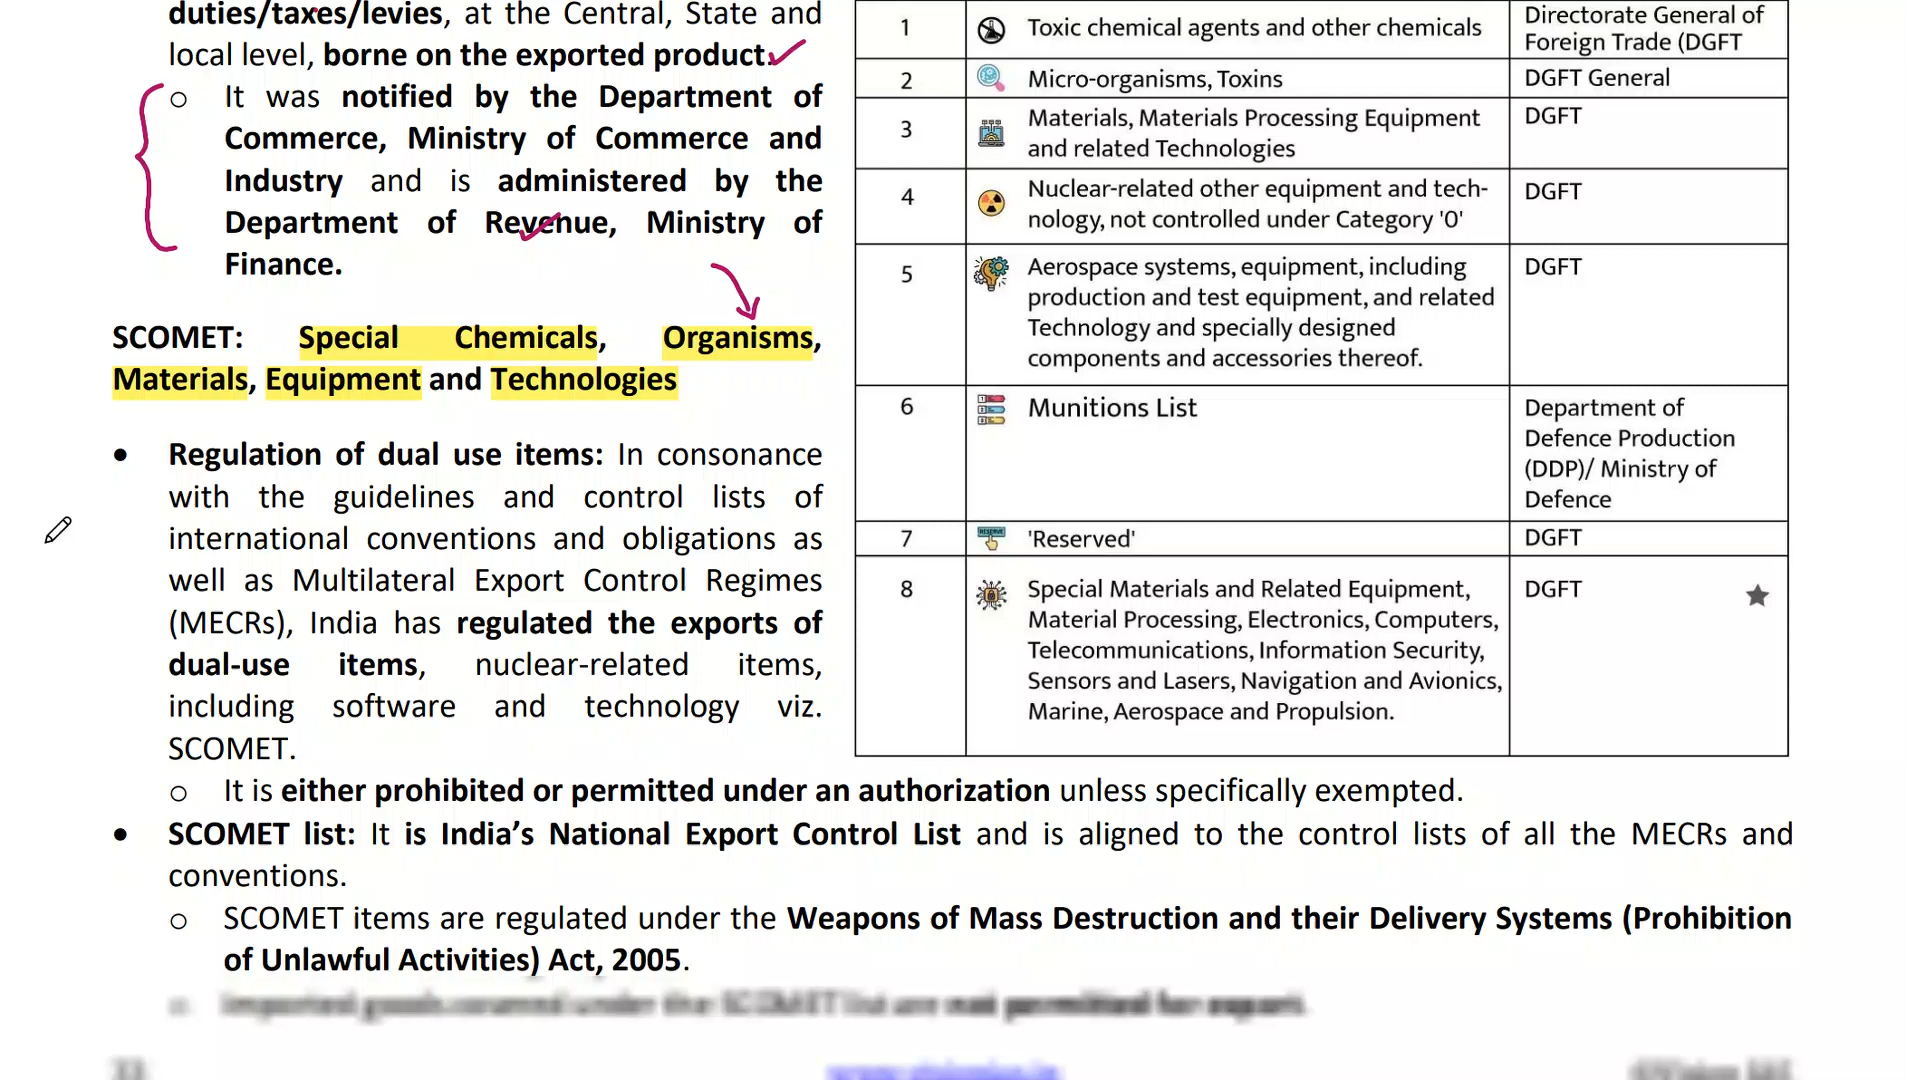 duties/taxes/levies, at the Central, State and
local level, borne on the exported product.
o It was notified by the Department of
Commerce, Ministry of Commerce and
Industry and is administered by the
Department of Revenue, Ministry of
Finance.
SCOMET: Special Chemicals, Organisms,
Materials, Equipment and Technologies
• Regulation of dual use items: In consonance
with the guidelines and control lists of
international conventions and obligations as
well as Multilateral Export Control Regimes
(MECRs), India has regulated the exports of
dual-use items, nuclear-related items,
including software and technology viz.
SCOMET.
1 Toxic chemical agents and other chemicals Directorate General of
Foreign Trade (DGFT
2 Micro-organisms, Toxins DGFT General
3 Materials, Materials Processing Equipment DGFT
and related Technologies
4 Nuclear-related other equipment and tech- DGFT
nology, not controlled under Category '0'
5 Aerospace systems, equipment, including DGFT
production and test equipment, and related
Technology and specially designed
components and accessories thereof.
6 Munitions List Department of
Defence Production
(DDP)/ Ministry of
Defence
7 'Reserved' DGFT
8 Special Materials and Related Equipment, DGFT
Material Processing, Electronics, Computers,
Telecommunications, Information Security,
Sensors and Lasers, Navigation and Avionics,
Marine, Aerospace and Propulsion.
o It is either prohibited or permitted under an authorization unless specifically exempted.
• SCOMET list: It is India’s National Export Control List and is aligned to the control lists of all the MECRs and
conventions.
o SCOMET items are regulated under the Weapons of Mass Destruction and their Delivery Systems (Prohibition
of Unlawful Activities) Act, 2005.
o Imported goods covered under the SCOMET list are not permitted for export.